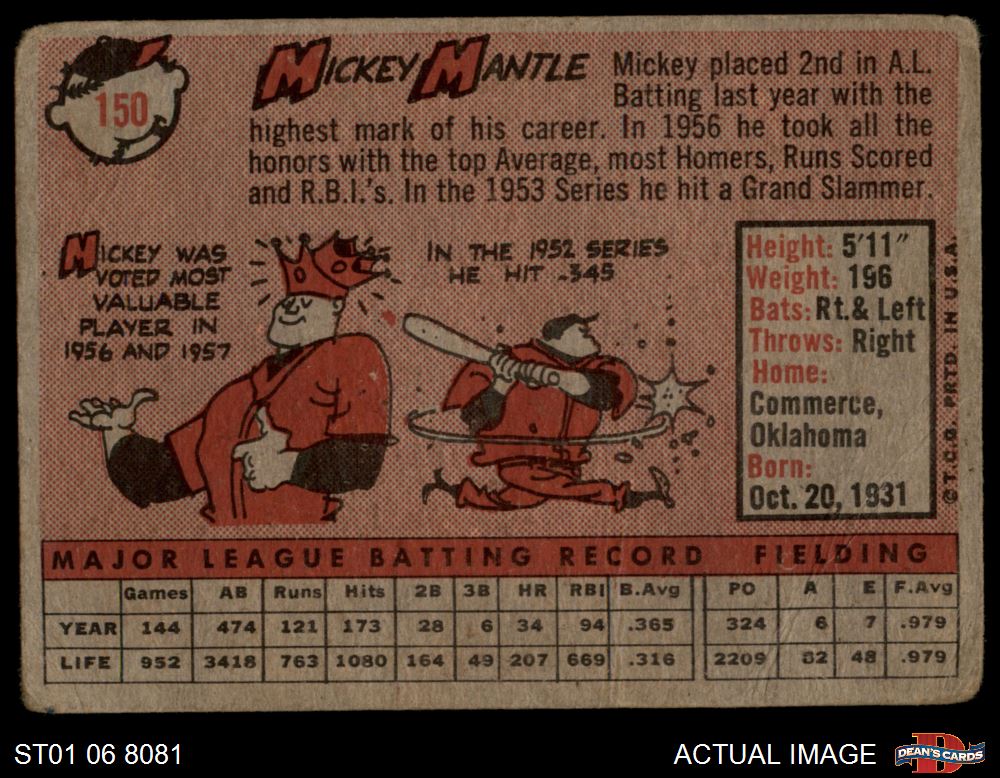 150
MICKEY MANTLE
Mickey placed 2nd in A.L.
Batting last year with the
highest mark of his career. In 1956 he took all the
honors with the top Average, most Homers, Runs Scored
and R.B.I.'s. In the 1953 Series he hit a Grand Slammer.
MICKEY WAS
VOTED MOST
VALUABLE
PLAYER IN
1956 AND 1957
IN THE 1952 SERIES
HE HIT .345
Height: 5'11"
Weight: 196
Bats: Rt. & Left
Throws: Right
Home:
Commerce,
Oklahoma
Born:
Oct. 20, 1931
© T.C.G. PRTD. IN U.S.A.
MAJOR LEAGUE BATTING RECORD FIELDING
Games AB Runs Hits 2B 3B HR RBI B.Avg PO A E F.Avg
YEAR 144 474 121 173 28 6 34 94 .365 324 6 7 .979
LIFE 952 3418 763 1080 164 49 207 669 .316 2209 82 48 .979
ST01 06 8081
ACTUAL IMAGE
DEAN'S CARDS